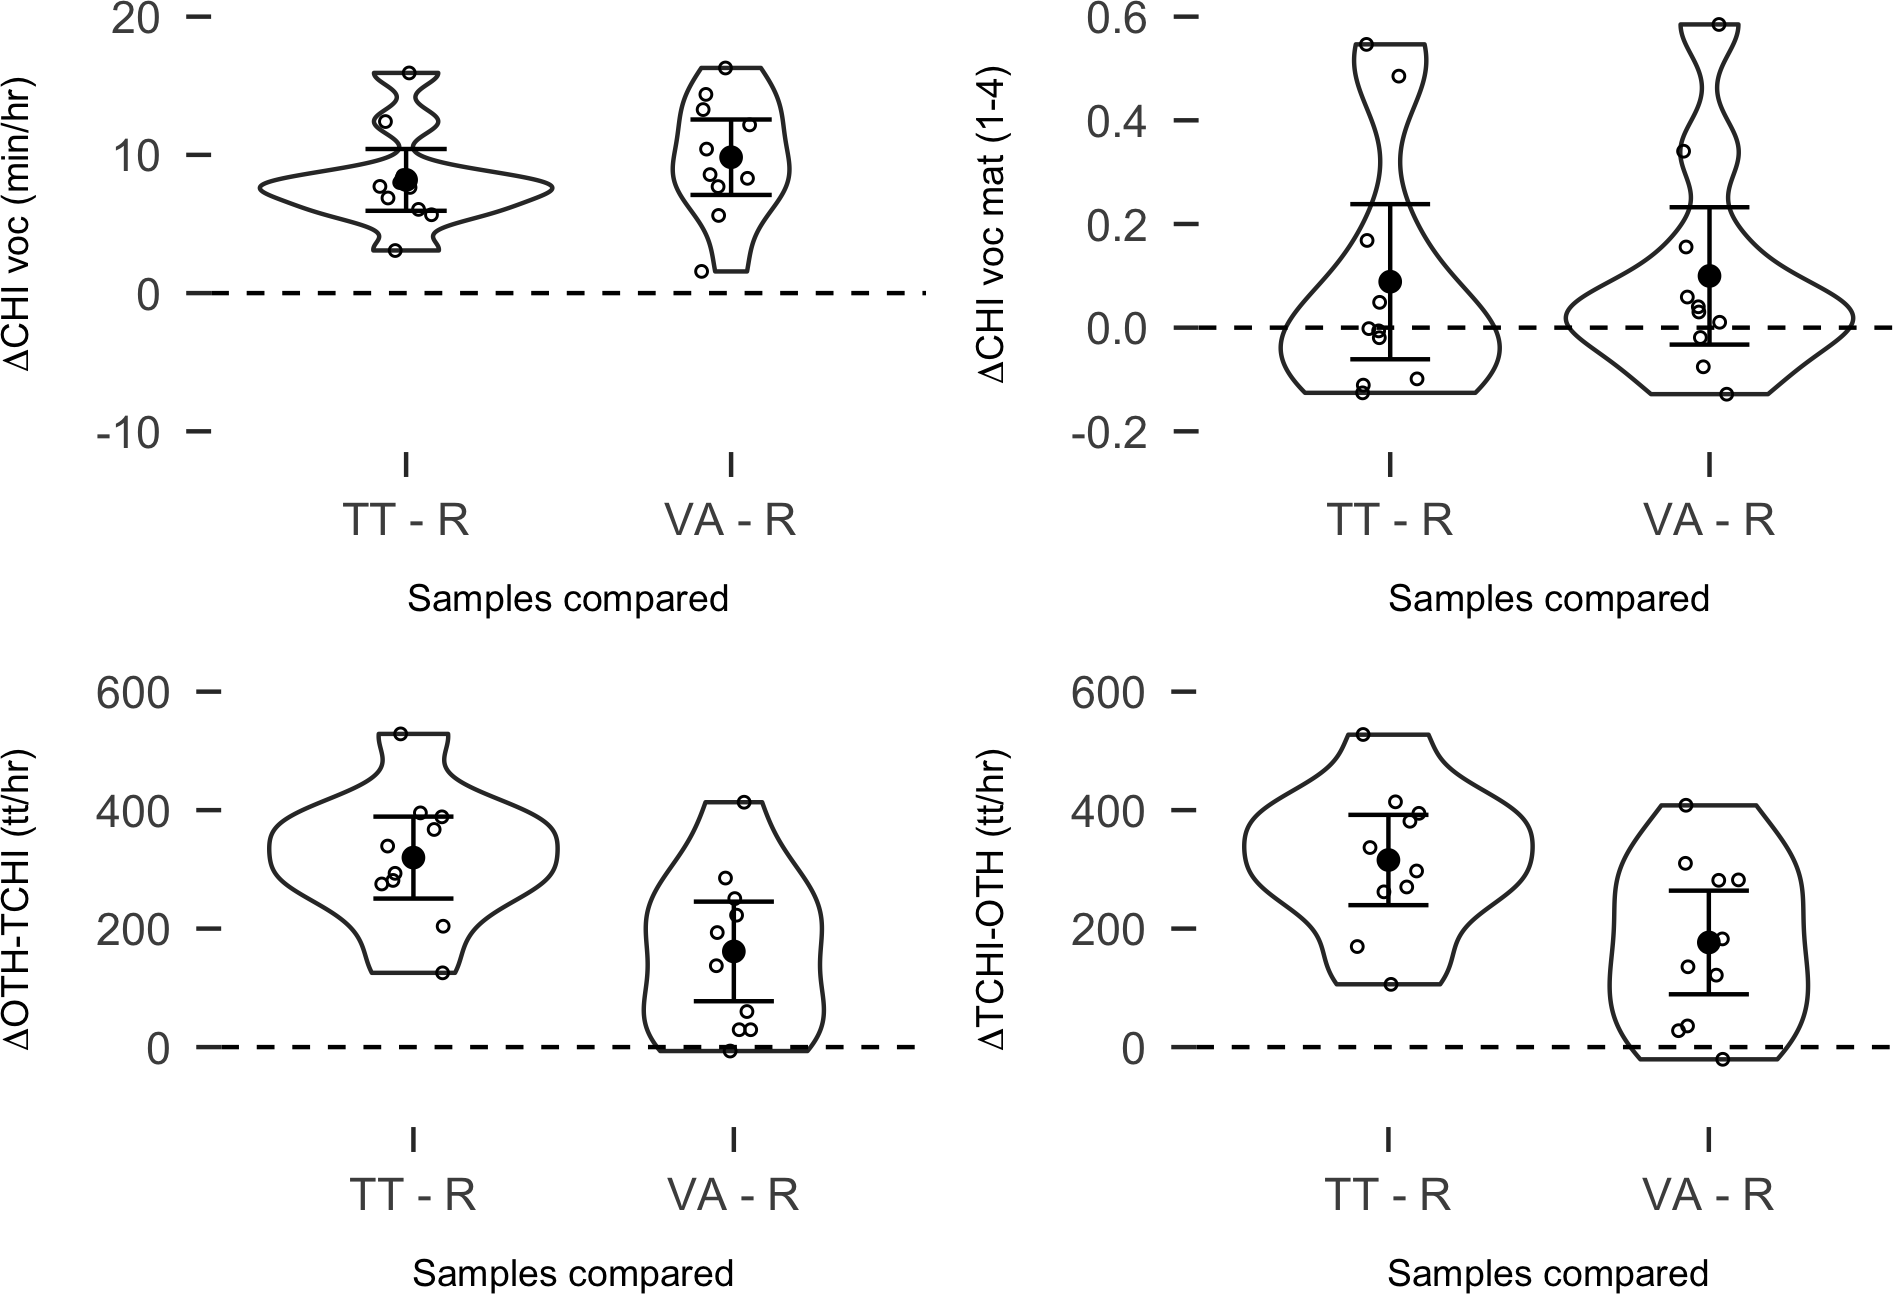 ΔCHI voc (min/hr)
20
10
0
-10
TT - R
VA - R
Samples compared
ΔCHI voc mat (1-4)
0.6
0.4
0.2
0.0
-0.2
TT - R
VA - R
Samples compared
ΔOTH-TCHI (tt/hr)
600
400
200
0
TT - R
VA - R
Samples compared
ΔTCHI-OTH (tt/hr)
600
400
200
0
TT - R
VA - R
Samples compared